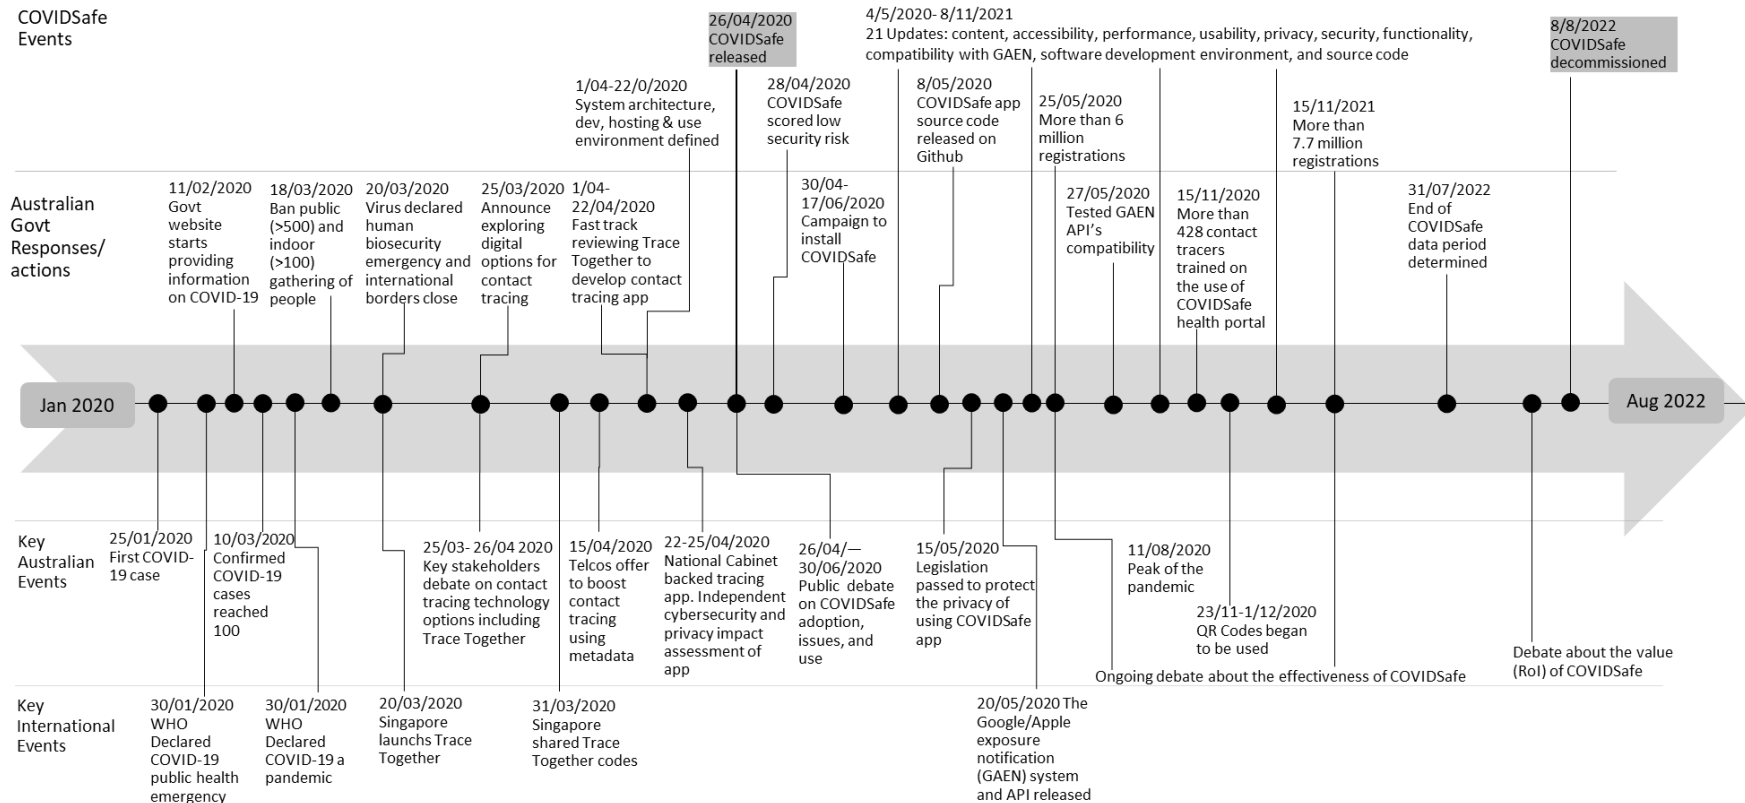 COVIDSafe
Events
26/04/2020
COVIDSafe
released
4/5/2020- 8/11/2021
21 Updates: content, accessibility, performance, usability, privacy, security, functionality,
compatibility with GAEN, software development environment, and source code
8/8/2022
COVIDSafe
decommissioned
1/04-22/0/2020
System architecture,
dev, hosting & use
environment defined
28/04/2020
COVIDSafe
scored low
security risk
8/05/2020
COVIDSafe app
source code
released on
Github
25/05/2020
More than 6
million
registrations
15/11/2021
More than
7.7 million
registrations
Australian
Govt
Responses/
actions
11/02/2020
Govt
website
starts
providing
information
on COVID-19
18/03/2020
Ban public
(>500) and
indoor
(>100)
gathering of
people
20/03/2020
Virus declared
human
biosecurity
emergency and
international
borders close
25/03/2020
Announce
exploring
digital
options for
contact
tracing
1/04-
22/04/2020
Fast track
reviewing Trace
Together to
develop contact
tracing app
30/04-
17/06/2020
Campaign to
install
COVIDSafe
27/05/2020
Tested GAEN
API's
compatibility
15/11/2020
More than
428 contact
tracers
trained on
the use of
COVIDSafe
health portal
31/07/2022
End of
COVIDSafe
data period
determined
Jan 2020
Aug 2022
Key
Australian
Events
25/01/2020
First COVID-
19 case
10/03/2020
Confirmed
COVID-19
cases
reached
100
25/03- 26/04 2020
Key stakeholders
debate on contact
tracing technology
options including
Trace Together
15/04/2020
Telcos offer
to boost
contact
tracing
using
metadata
22-25/04/2020
National Cabinet
backed tracing
app. Independent
cybersecurity and
privacy impact
assessment of
app
26/04/—
30/06/2020
Public debate
on COVIDSafe
adoption,
issues, and
use
15/05/2020
Legislation
passed to protect
the privacy of
using COVIDSafe
app
11/08/2020
Peak of the
pandemic
23/11-1/12/2020
QR Codes began
to be used
Ongoing debate about the effectiveness of COVIDSafe
Debate about the value
(RoI) of COVIDSafe
Key
International
Events
30/01/2020
WHO
Declared
COVID-19
public health
emergency
30/01/2020
WHO
Declared
COVID-19 a
pandemic
20/03/2020
Singapore
launchs Trace
Together
31/03/2020
Singapore
shared Trace
Together codes
20/05/2020 The
Google/Apple
exposure
notification
(GAEN) system
and API released